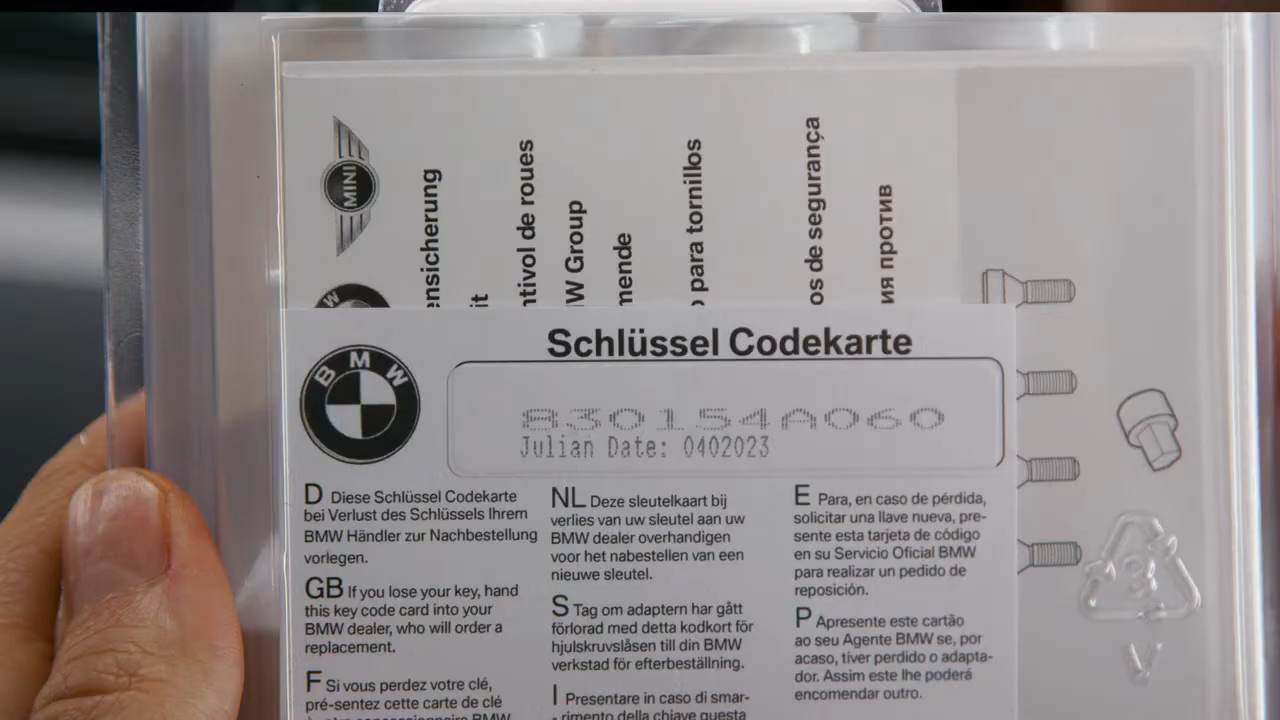 MINI
ensicherung
it
ntivol de roues
W Group
mende
para tornillos
os de segurança
ия против
W
BMW
Schlüssel Codekarte
830154A060
Julian Date: 0402023
D Diese Schlüssel Codekarte
bei Verlust des Schlüssels Ihrem
BMW Händler zur Nachbestellung
vorlegen.
GB If you lose your key, hand
this key code card into your
BMW dealer, who will order a
replacement.
F Si vous perdez votre clé,
pré-sentez cette carte de clé
concessionnaire BMW
NL Deze sleutelkaart bij
verlies van uw sleutel aan uw
BMW dealer overhandigen
voor het nabestellen van een
nieuwe sleutel.
S Tag om adaptern har gått
förlorad med detta kodkort för
hjulskruvslåsen till din BMW
verkstad för efterbeställning.
I Presentare in caso di smar-
rimento della chiave questa
E Para, en caso de pérdida,
solicitar una llave nueva, pre-
sente esta tarjeta de código
en su Servicio Oficial BMW
para realizar un pedido de
reposición.
P Apresente este cartão
ao seu Agente BMW se, por
acaso, tiver perdido o adapta-
dor. Assim este lhe poderá
encomendar outro.
3
V